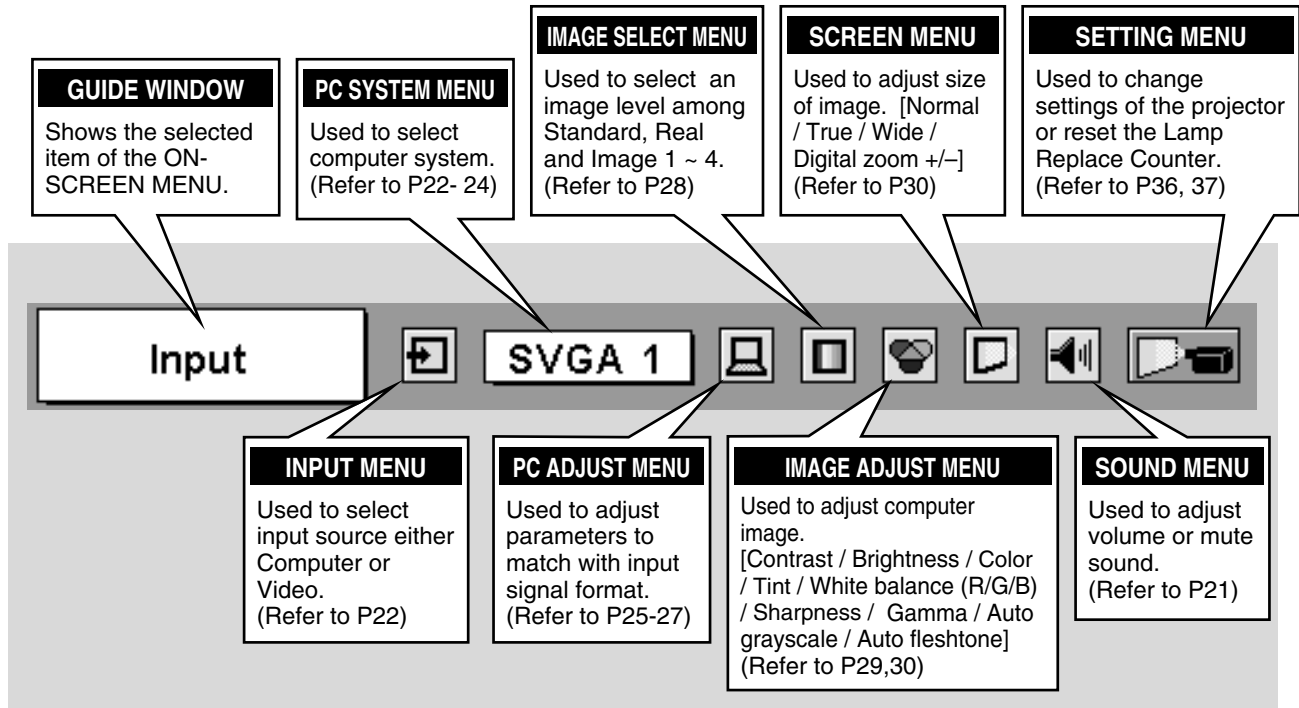 GUIDE WINDOW
Shows the selected
item of the ON-
SCREEN MENU.
PC SYSTEM MENU
Used to select
computer system.
(Refer to P22- 24)
IMAGE SELECT MENU
Used to select  an
image level among
Standard, Real
and Image 1 ~ 4.
(Refer to P28)
SCREEN MENU
Used to adjust size
of image.  [Normal
/ True / Wide /
Digital zoom +/–]
(Refer to P30)
SETTING MENU
Used to change
settings of the projector
or reset the Lamp
Replace Counter.
(Refer to P36, 37)
Input
SVGA 1
INPUT MENU
Used to select
input source either
Computer or
Video.
(Refer to P22)
PC ADJUST MENU
Used to adjust
parameters to
match with input
signal format.
(Refer to P25-27)
IMAGE ADJUST MENU
Used to adjust computer
image.
[Contrast / Brightness / Color
/ Tint / White balance (R/G/B)
/ Sharpness /  Gamma / Auto
grayscale / Auto fleshtone]
(Refer to P29,30)
SOUND MENU
Used to adjust
volume or mute
sound.
(Refer to P21)